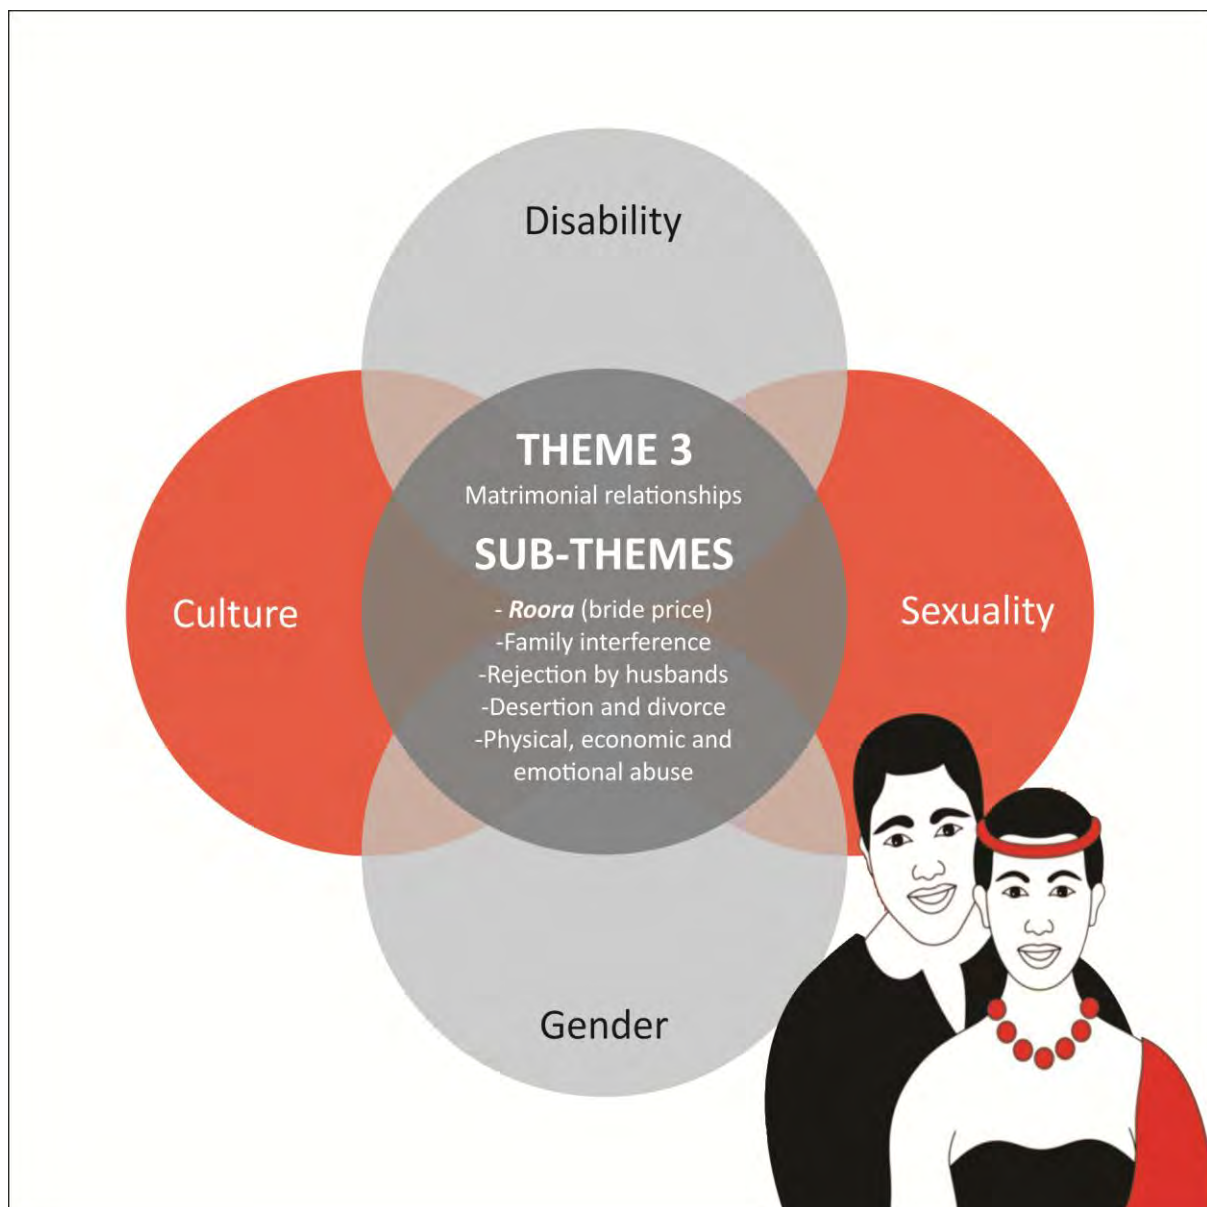 Disability
THEME 3
Matrimonial relationships
SUB-THEMES
- Roora (bride price)
-Family interference
-Rejection by husbands
-Desertion and divorce
-Physical, economic and
emotional abuse
Culture
Sexuality
Gender